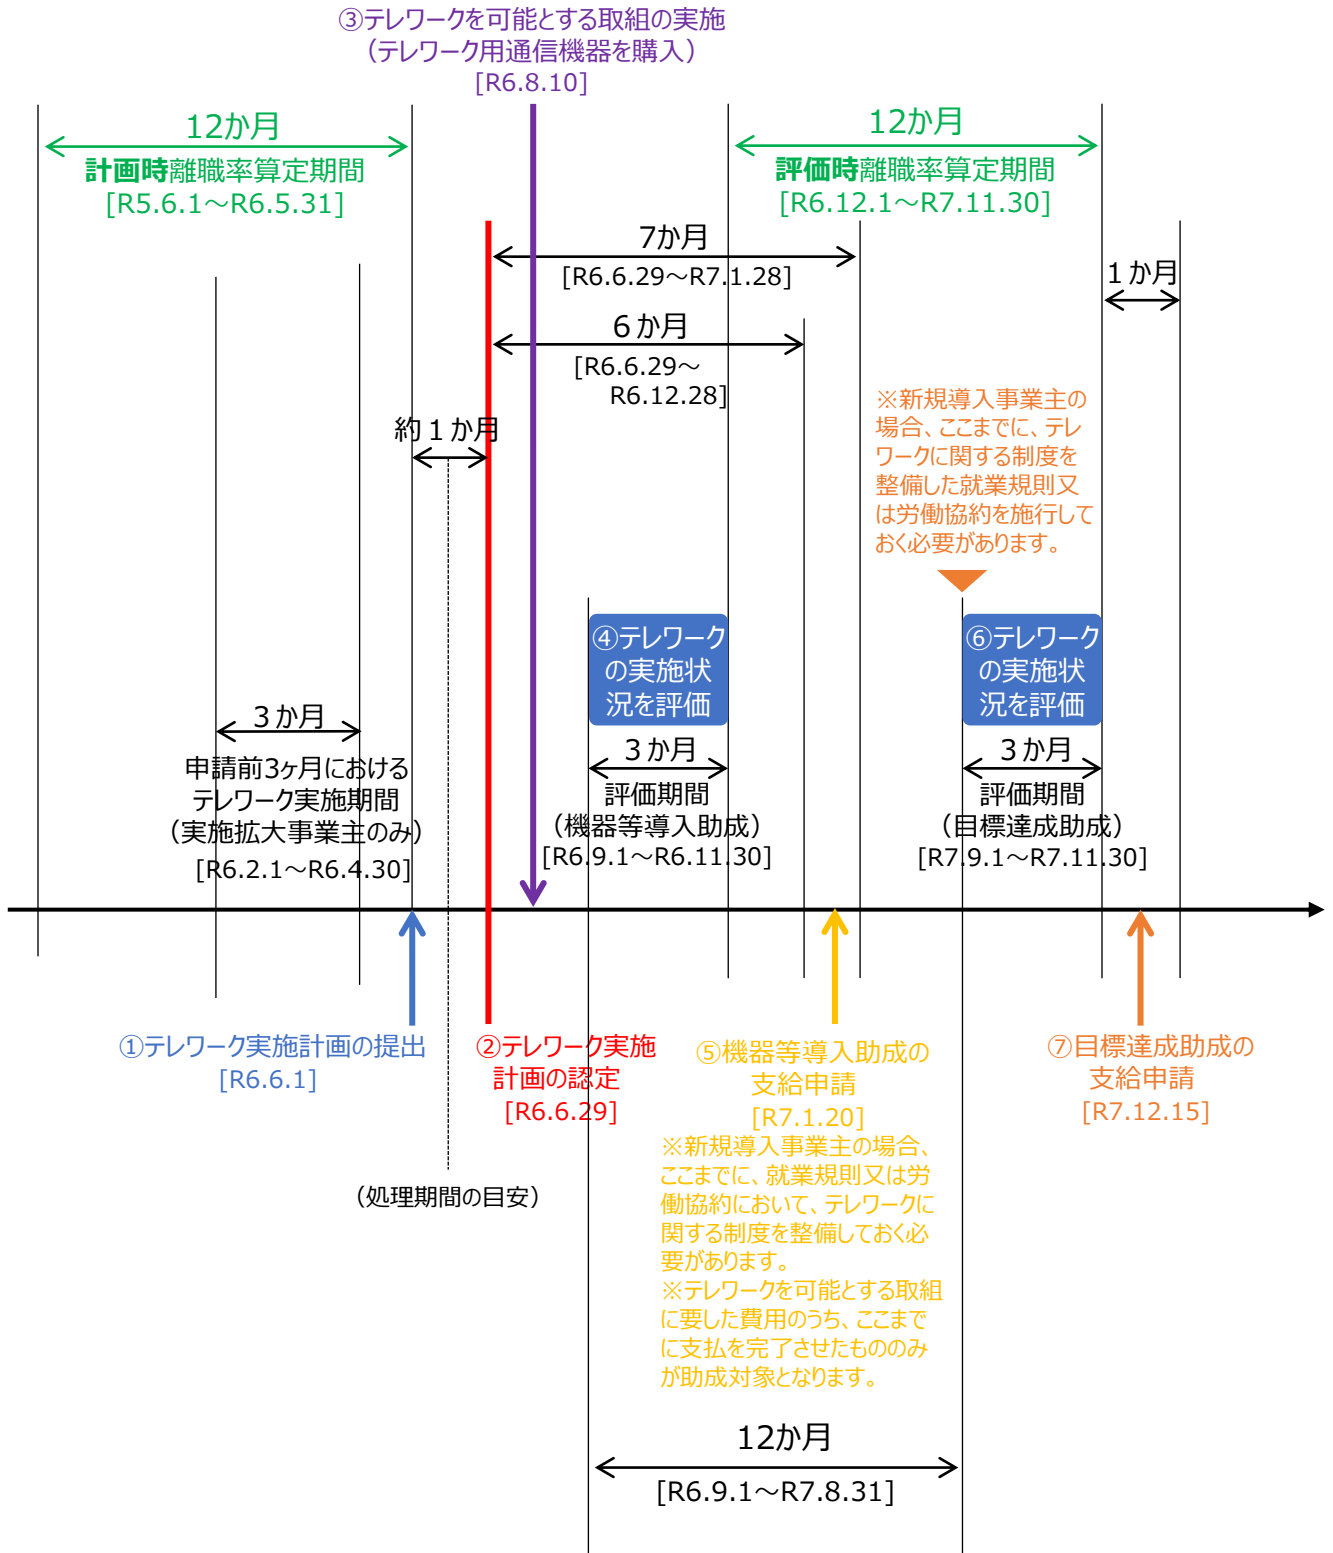 ③テレワークを可能とする取組の実施
（テレワーク用通信機器を購入）
[R6.8.10]
12か月
計画時離職率算定期間
[R5.6.1～R6.5.31]
12か月
評価時離職率算定期間
[R6.12.1～R7.11.30]
7か月
[R6.6.29～R7.1.28]
1か月
6か月
[R6.6.29～
R6.12.28]
約1か月
※新規導入事業主の
場合、ここまでに、テレ
ワークに関する制度を
整備した就業規則又
は労働協約を施行して
おく必要があります。
④テレワーク
の実施状
況を評価
⑥テレワーク
の実施状
況を評価
3か月
申請前3ヶ月における
テレワーク実施期間
（実施拡大事業主のみ）
[R6.2.1～R6.4.30]
3か月
評価期間
（機器等導入助成）
[R6.9.1～R6.11.30]
3か月
評価期間
（目標達成助成）
[R7.9.1～R7.11.30]
①テレワーク実施計画の提出
[R6.6.1]
②テレワーク実施
計画の認定
[R6.6.29]
⑤機器等導入助成の
支給申請
[R7.1.20]
※新規導入事業主の場合、
ここまでに、就業規則又は労
働協約において、テレワークに
関する制度を整備しておく必
要があります。
※テレワークを可能とする取組
に要した費用のうち、ここまで
に支払を完了させたもののみ
が助成対象となります。
⑦目標達成助成の
支給申請
[R7.12.15]
（処理期間の目安）
12か月
[R6.9.1～R7.8.31]